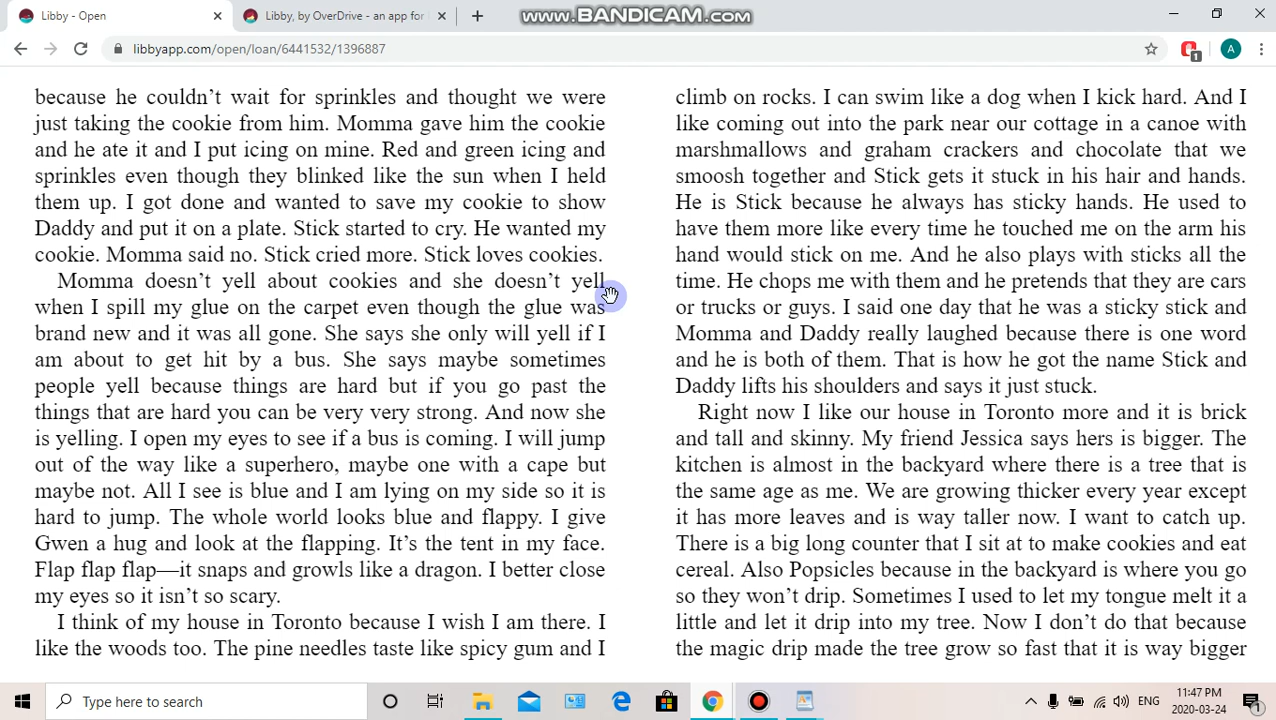 Libby - Open
Libby, by OverDrive - an app for
www.BANDICAM.com
libbyapp.com/open/loan/6441532/1396887
1
A
because he couldn't wait for sprinkles and thought we were
just taking the cookie from him. Momma gave him the cookie
and he ate it and I put icing on mine. Red and green icing and
sprinkles even though they blinked like the sun when I held
them up. I got done and wanted to save my cookie to show
Daddy and put it on a plate. Stick started to cry. He wanted my
cookie. Momma said no. Stick cried more. Stick loves cookies.
Momma doesn't yell about cookies and she doesn't yell
when I spill my glue on the carpet even though the glue was
brand new and it was all gone. She says she only will yell if I
am about to get hit by a bus. She says maybe sometimes
people yell because things are hard but if you go past the
things that are hard you can be very very strong. And now she
is yelling. I open my eyes to see if a bus is coming. I will jump
out of the way like a superhero, maybe one with a cape but
maybe not. All I see is blue and I am lying on my side so it is
hard to jump. The whole world looks blue and flappy. I give
Gwen a hug and look at the flapping. It's the tent in my face.
Flap flap flap—it snaps and growls like a dragon. I better close
my eyes so it isn't so scary.
I think of my house in Toronto because I wish I am there. I
like the woods too. The pine needles taste like spicy gum and I
climb on rocks. I can swim like a dog when I kick hard. And I
like coming out into the park near our cottage in a canoe with
marshmallows and graham crackers and chocolate that we
smoosh together and Stick gets it stuck in his hair and hands.
He is Stick because he always has sticky hands. He used to
have them more like every time he touched me on the arm his
hand would stick on me. And he also plays with sticks all the
time. He chops me with them and he pretends that they are cars
or trucks or guys. I said one day that he was a sticky stick and
Momma and Daddy really laughed because there is one word
and he is both of them. That is how he got the name Stick and
Daddy lifts his shoulders and says it just stuck.
Right now I like our house in Toronto more and it is brick
and tall and skinny. My friend Jessica says hers is bigger. The
kitchen is almost in the backyard where there is a tree that is
the same age as me. We are growing thicker every year except
it has more leaves and is way taller now. I want to catch up.
There is a big long counter that I sit at to make cookies and eat
cereal. Also Popsicles because in the backyard is where you go
so they won't drip. Sometimes I used to let my tongue melt it a
little and let it drip into my tree. Now I don't do that because
the magic drip made the tree grow so fast that it is way bigger
Type here to search
ENG
11:47 PM
2020-03-24
1